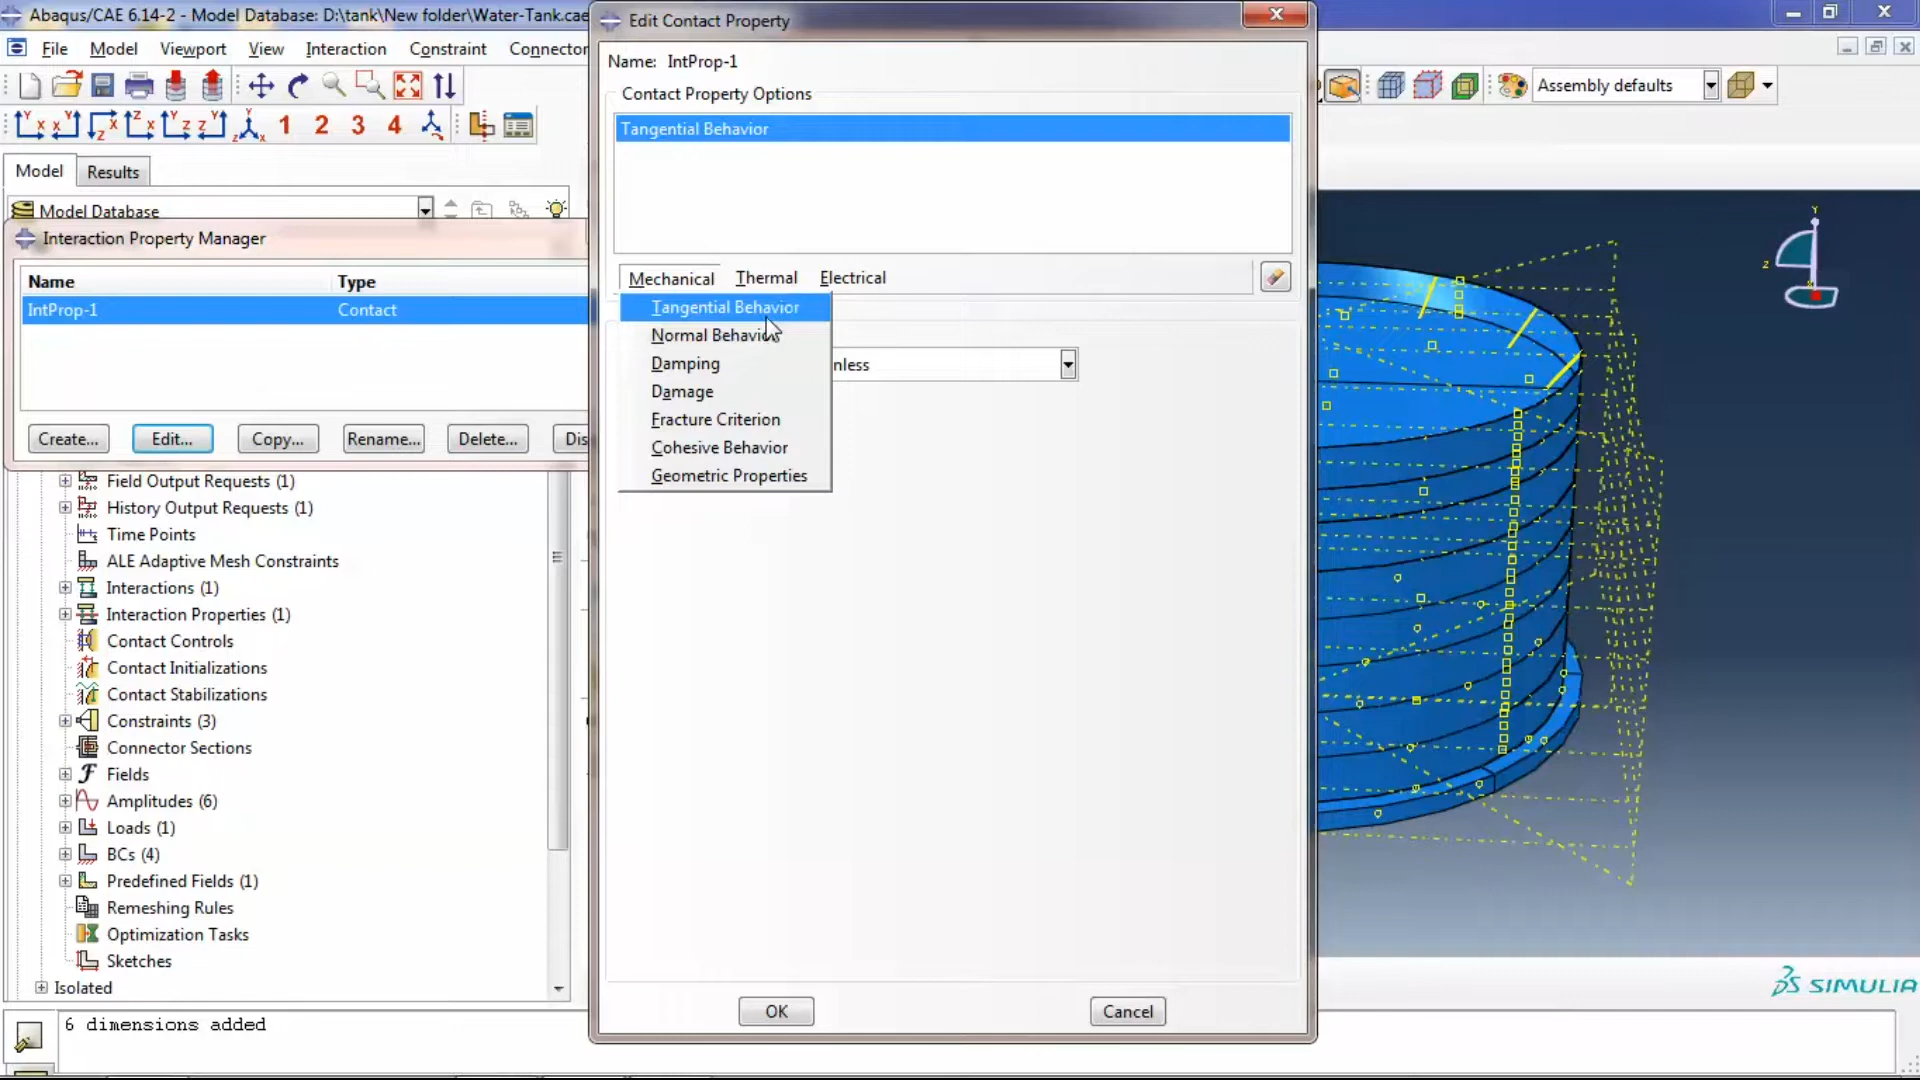 Abaqus/CAE 6.14-2 - Model Database: D:\tank\New folder\Water-Tank.cae
File Model Viewport View Interaction Constraint Connector
1 2 3 4
Assembly defaults
Model Results
Model Database
Interaction Property Manager
Name Type
IntProp-1 Contact
Create... Edit... Copy... Rename... Delete... Dis
Field Output Requests (1)
History Output Requests (1)
Time Points
ALE Adaptive Mesh Constraints
Interactions (1)
Interaction Properties (1)
Contact Controls
Contact Initializations
Contact Stabilizations
Constraints (3)
Connector Sections
Fields
Amplitudes (6)
Loads (1)
BCs (4)
Predefined Fields (1)
Remeshing Rules
Optimization Tasks
Sketches
Isolated
6 dimensions added
Edit Contact Property
Name: IntProp-1
Contact Property Options
Tangential Behavior
Mechanical Thermal Electrical
Tangential Behavior
Normal Behavior
nless
Damping
Damage
Fracture Criterion
Cohesive Behavior
Geometric Properties
OK Cancel
Y
Z
SIMULIA